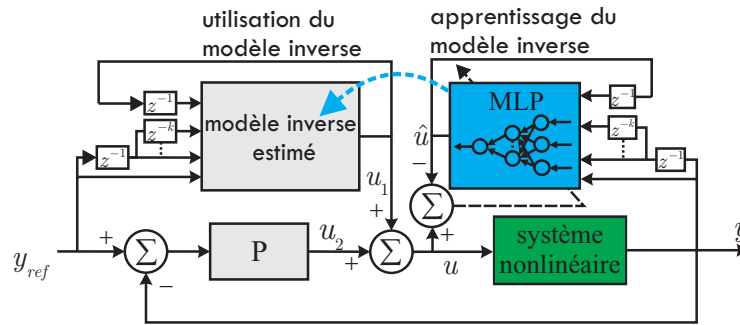 utilisation du
modèle inverse
apprentissage du
modèle inverse
z⁻¹
z⁻ᵏ
z⁻¹
modèle inverse
estimé
MLP
û
z⁻¹
z⁻ᵏ
z⁻¹
−
u₁
+
Σ
+
y_ref
+
Σ
−
P
u₂
+
Σ
u
système
nonlinéaire
y